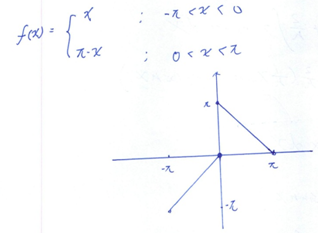 f(x) = { x ; -π < x < 0
π-x ; 0 < x < π
π
-π π
-π